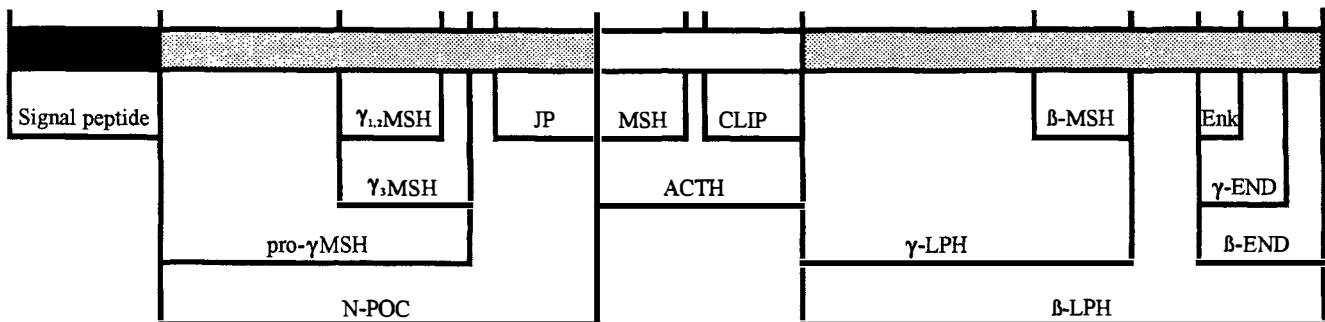 Signal peptide γ₁,₂MSH JP MSH CLIP ß-MSH Enk
γ₃MSH ACTH γ-END
pro-γMSH γ-LPH ß-END
N-POC ß-LPH